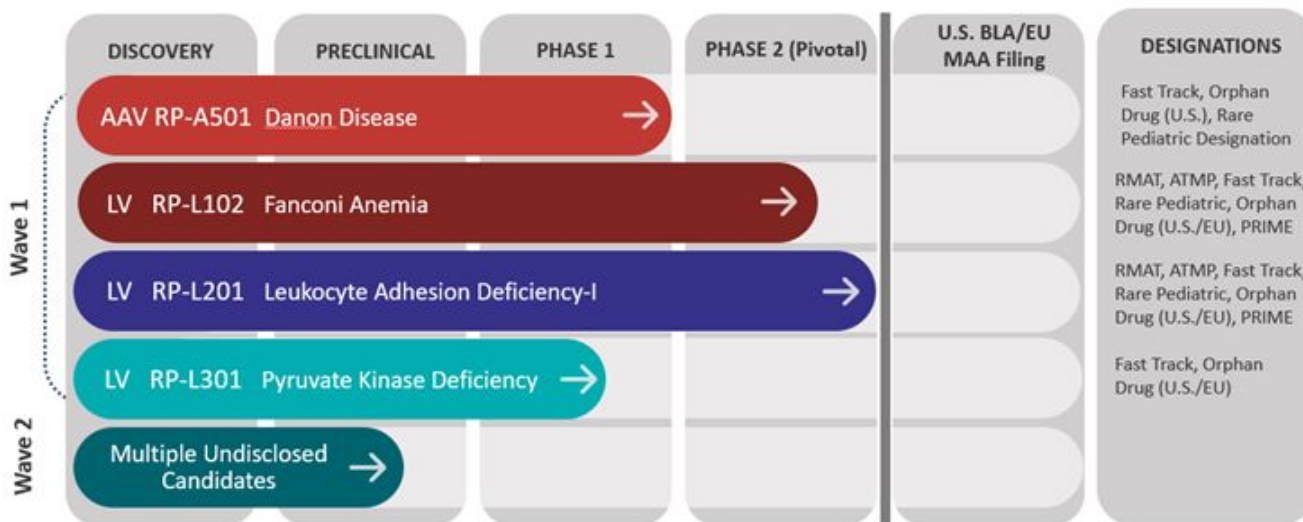 DISCOVERY
PRECLINICAL
PHASE 1
PHASE 2 (Pivotal)
U.S. BLA/EU
MAA Filing
DESIGNATIONS
Wave 1
AAV RP-A501 Danon Disease
Fast Track, Orphan
Drug (U.S.), Rare
Pediatric Designation
LV RP-L102 Fanconi Anemia
RMAT, ATMP, Fast Track,
Rare Pediatric, Orphan
Drug (U.S./EU), PRIME
LV RP-L201 Leukocyte Adhesion Deficiency-I
RMAT, ATMP, Fast Track,
Rare Pediatric, Orphan
Drug (U.S./EU), PRIME
LV RP-L301 Pyruvate Kinase Deficiency
Fast Track, Orphan
Drug (U.S./EU)
Wave 2
Multiple Undisclosed
Candidates